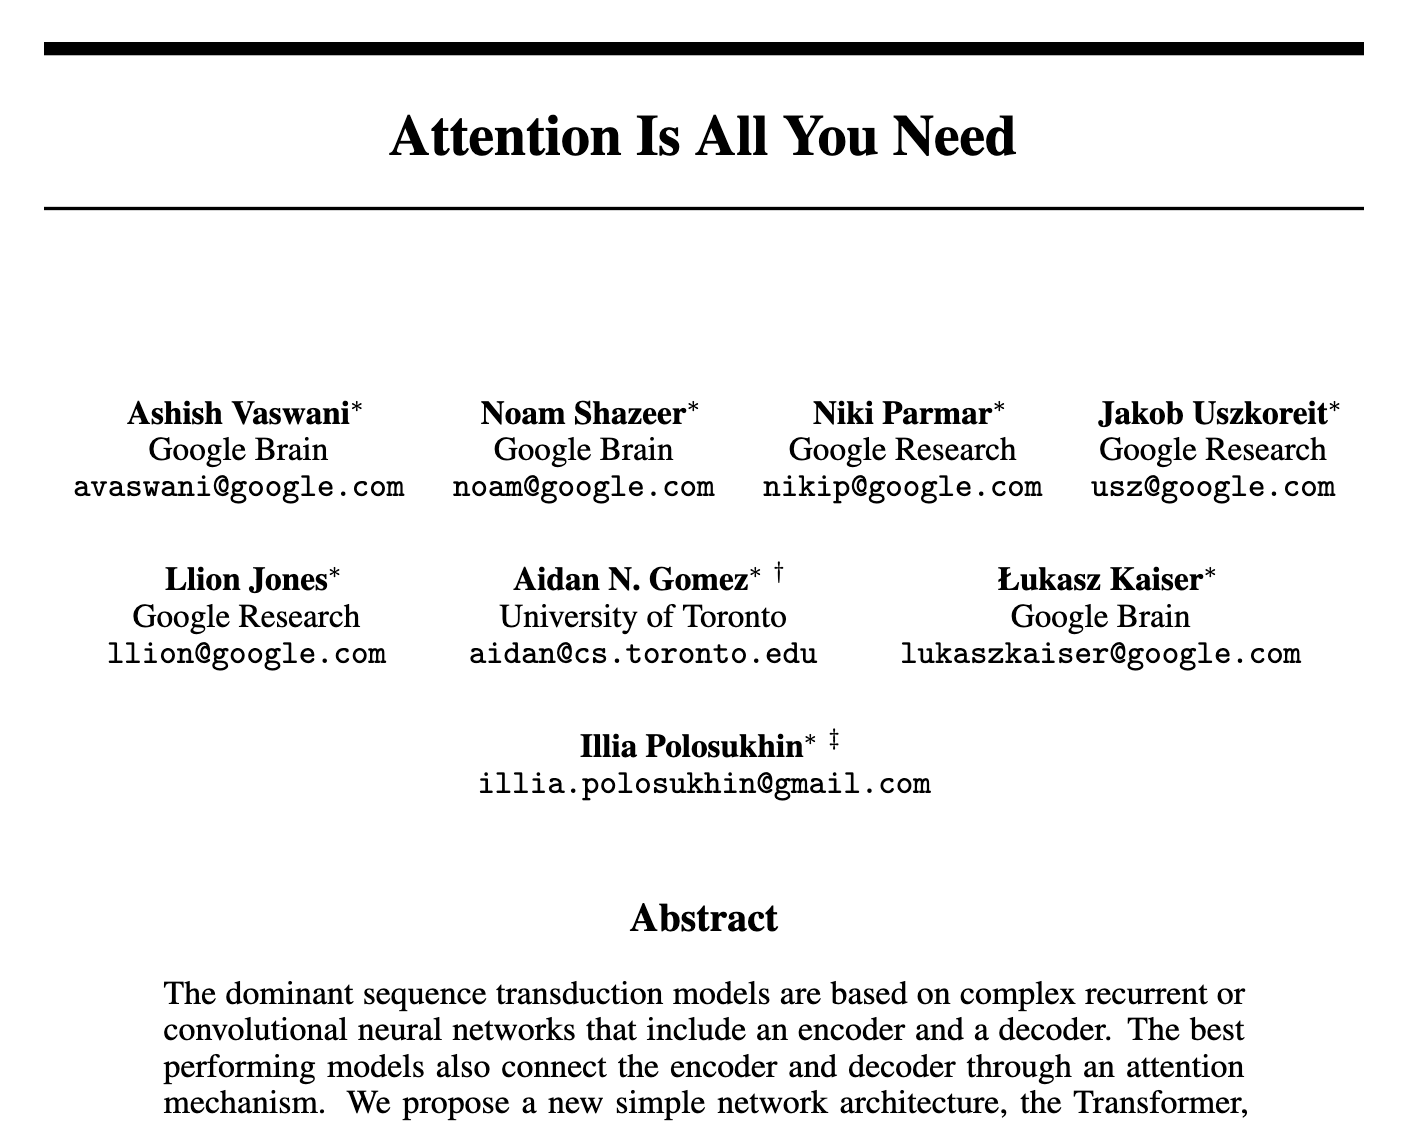 Attention Is All You Need
Ashish Vaswani* Noam Shazeer* Niki Parmar* Jakob Uszkoreit*
Google Brain Google Brain Google Research Google Research
avaswani@google.com noam@google.com nikip@google.com usz@google.com
Llion Jones* Aidan N. Gomez* † Łukasz Kaiser*
Google Research University of Toronto Google Brain
llion@google.com aidan@cs.toronto.edu lukaszkaiser@google.com
Illia Polosukhin* ‡
illia.polosukhin@gmail.com
Abstract
The dominant sequence transduction models are based on complex recurrent or
convolutional neural networks that include an encoder and a decoder. The best
performing models also connect the encoder and decoder through an attention
mechanism. We propose a new simple network architecture, the Transformer,